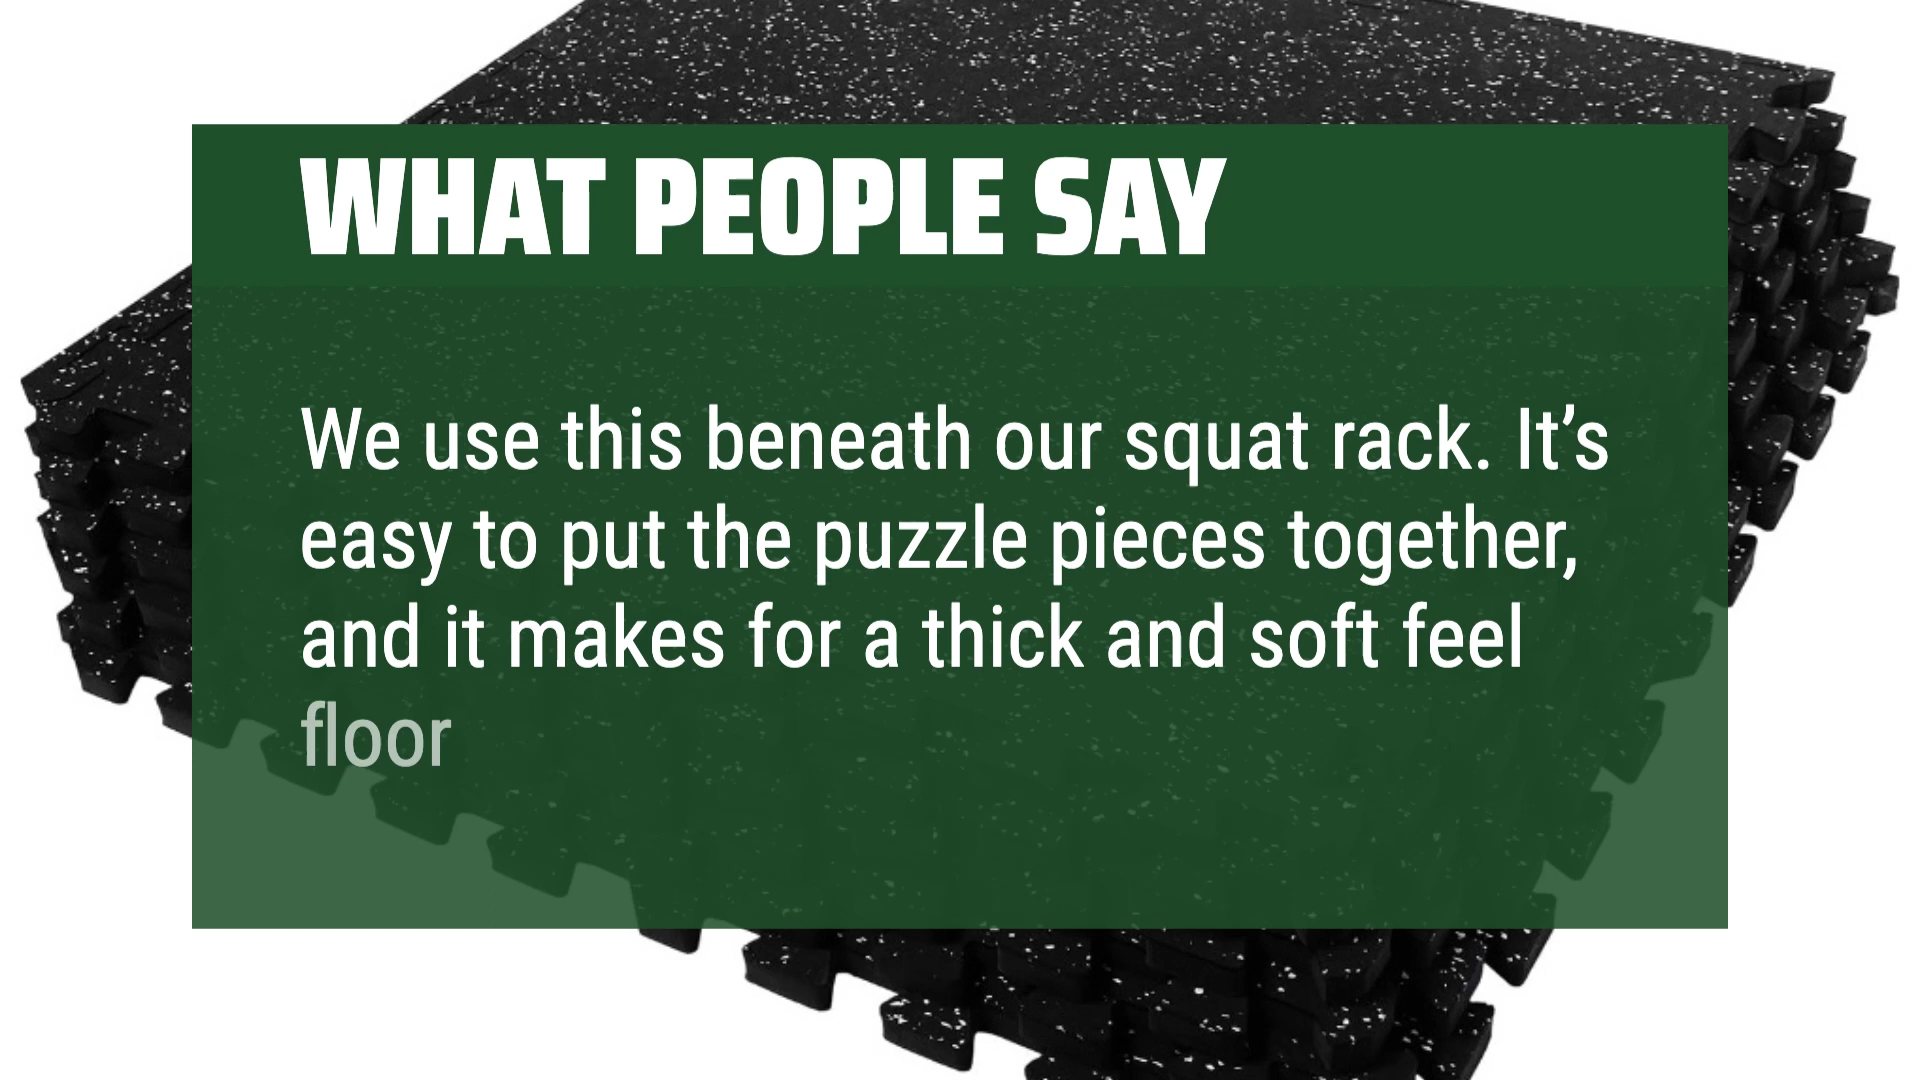 WHAT PEOPLE SAY
We use this beneath our squat rack. It’s
easy to put the puzzle pieces together,
and it makes for a thick and soft feel
floor